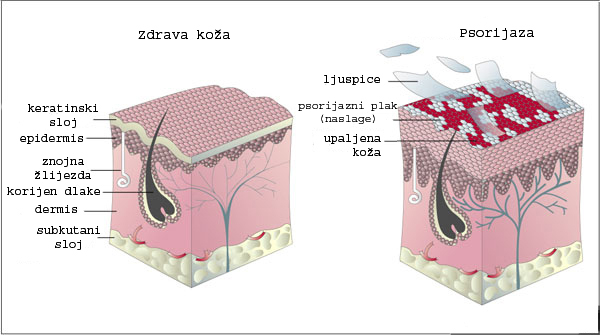 Zdrava koža
keratinski
sloj
epidermis
znojna
žlijezda
korijen dlake
dermis
subkutani
sloj
Psorijaza
ljuspice
psorijazni plak
(naslage)
upaljena
koža